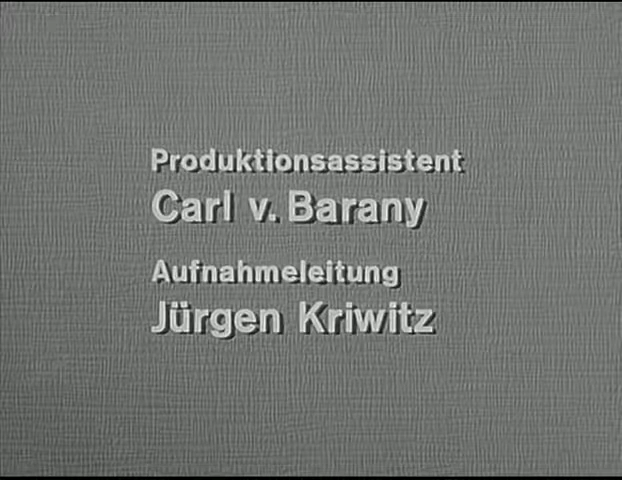 Produktionsassistent
Carl v. Barany
Aufnahmeleitung
Jürgen Kriwitz